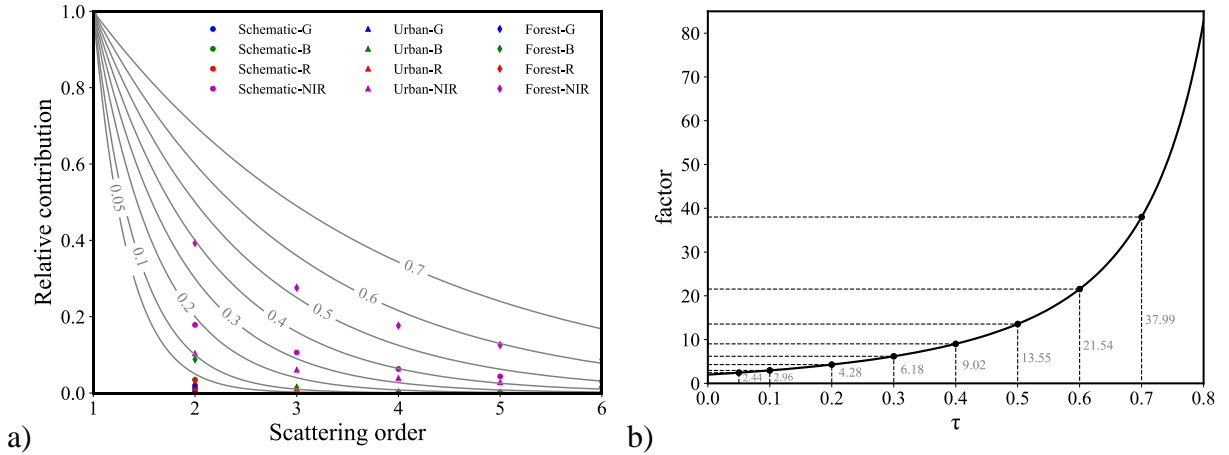 1.0
0.8
0.6
0.4
0.2
0.0
Relative contribution
Schematic-G
Schematic-B
Schematic-R
Schematic-NIR
Urban-G
Urban-B
Urban-R
Urban-NIR
Forest-G
Forest-B
Forest-R
Forest-NIR
0.05
0.1
0.2
0.3
0.4
0.5
0.6
0.7
1 2 3 4 5 6
Scattering order
a)
80
70
60
50
40
30
20
10
0
factor
2.44
2.96
4.28
6.18
9.02
13.55
21.54
37.99
0.0 0.1 0.2 0.3 0.4 0.5 0.6 0.7 0.8
τ
b)